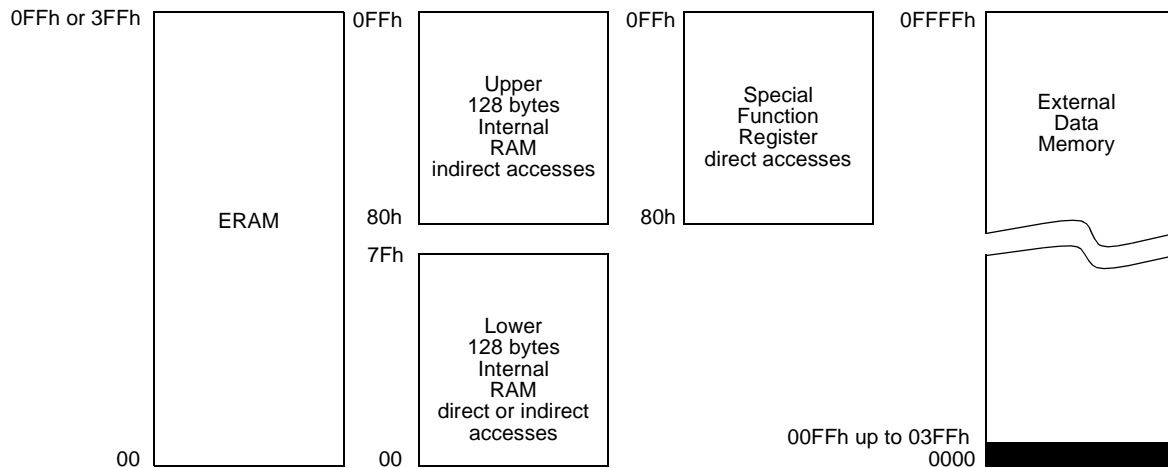 0FFh or 3FFh
ERAM
00
0FFh
Upper
128 bytes
Internal
RAM
indirect accesses
80h
7Fh
Lower
128 bytes
Internal
RAM
direct or indirect
accesses
00
0FFh
Special
Function
Register
direct accesses
80h
0FFFFh
External
Data
Memory
00FFh up to 03FFh
0000